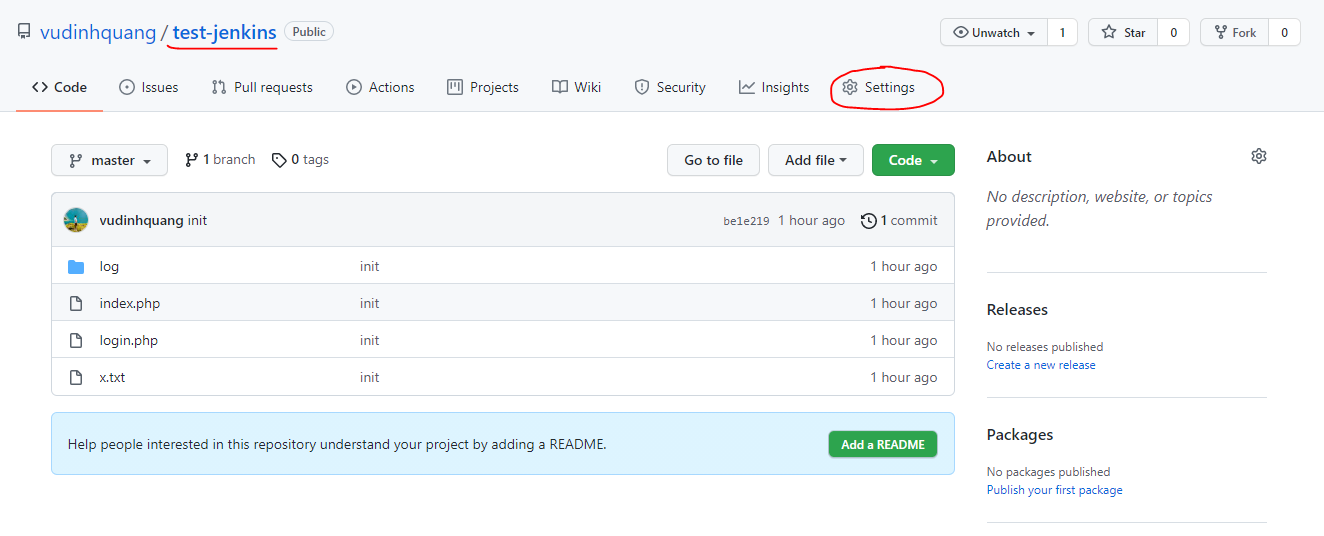 vudinhquang / test-jenkins Public Unwatch 1 Star 0 Fork 0
Code Issues Pull requests Actions Projects Wiki Security Insights Settings
master 1 branch 0 tags Go to file Add file Code
vudinhquang init be1e219 1 hour ago 1 commit
log init 1 hour ago
index.php init 1 hour ago
login.php init 1 hour ago
x.txt init 1 hour ago
Help people interested in this repository understand your project by adding a README. Add a README
About
No description, website, or topics
provided.
Releases
No releases published
Create a new release
Packages
No packages published
Publish your first package